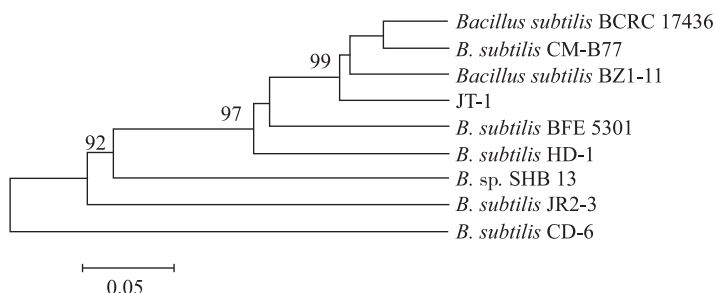 Bacillus subtilis BCRC 17436
B. subtilis CM-B77
99
Bacillus subtilis BZ1-11
JT-1
97
B. subtilis BFE 5301
92
B. subtilis HD-1
B. sp. SHB 13
B. subtilis JR2-3
B. subtilis CD-6
0.05